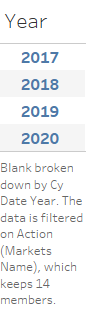 Year
2017
2018
2019
2020
Blank broken
down by Cy
Date Year. The
data is filtered
on Action
(Markets
Name), which
keeps 14
members.